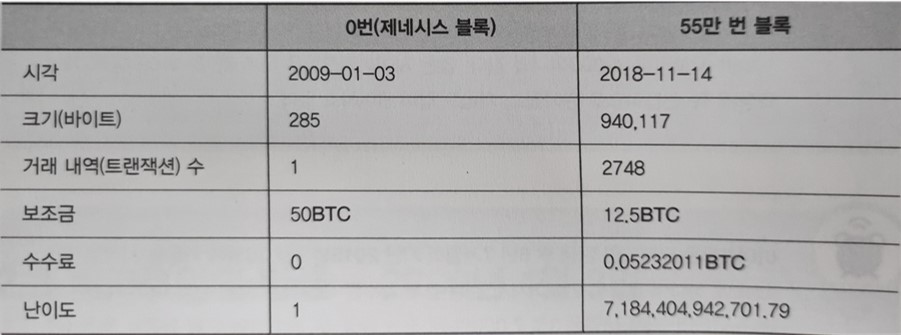 0번(제네시스 블록) 55만 번 블록
시각 2009-01-03 2018-11-14
크기(바이트) 285 940,117
거래 내역(트랜잭션) 수 1 2748
보조금 50BTC 12.5BTC
수수료 0 0.05232011BTC
난이도 1 7,184,404,942,701.79